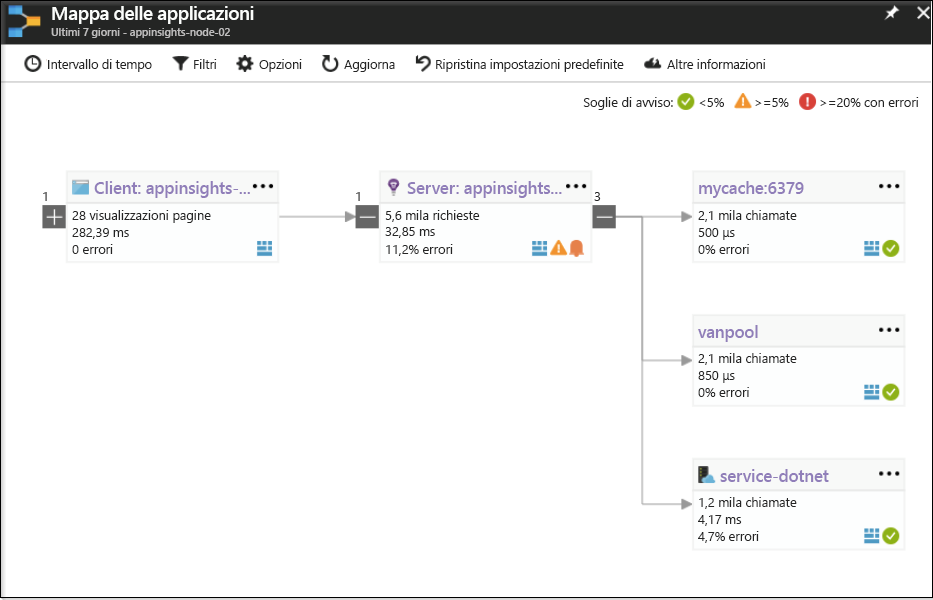 Mappa delle applicazioni
Ultimi 7 giorni - appinsights-node-02
Intervallo di tempo Filtri Opzioni Aggiorna Ripristina impostazioni predefinite Altre informazioni
Soglie di avviso: <5% >=5% >=20% con errori
1
Client: appinsights-...
28 visualizzazioni pagine
282,39 ms
0 errori
1
Server: appinsights...
5,6 mila richieste
32,85 ms
11,2% errori
3
mycache:6379
2,1 mila chiamate
500 µs
0% errori
vanpool
2,1 mila chiamate
850 µs
0% errori
service-dotnet
1,2 mila chiamate
4,17 ms
4,7% errori